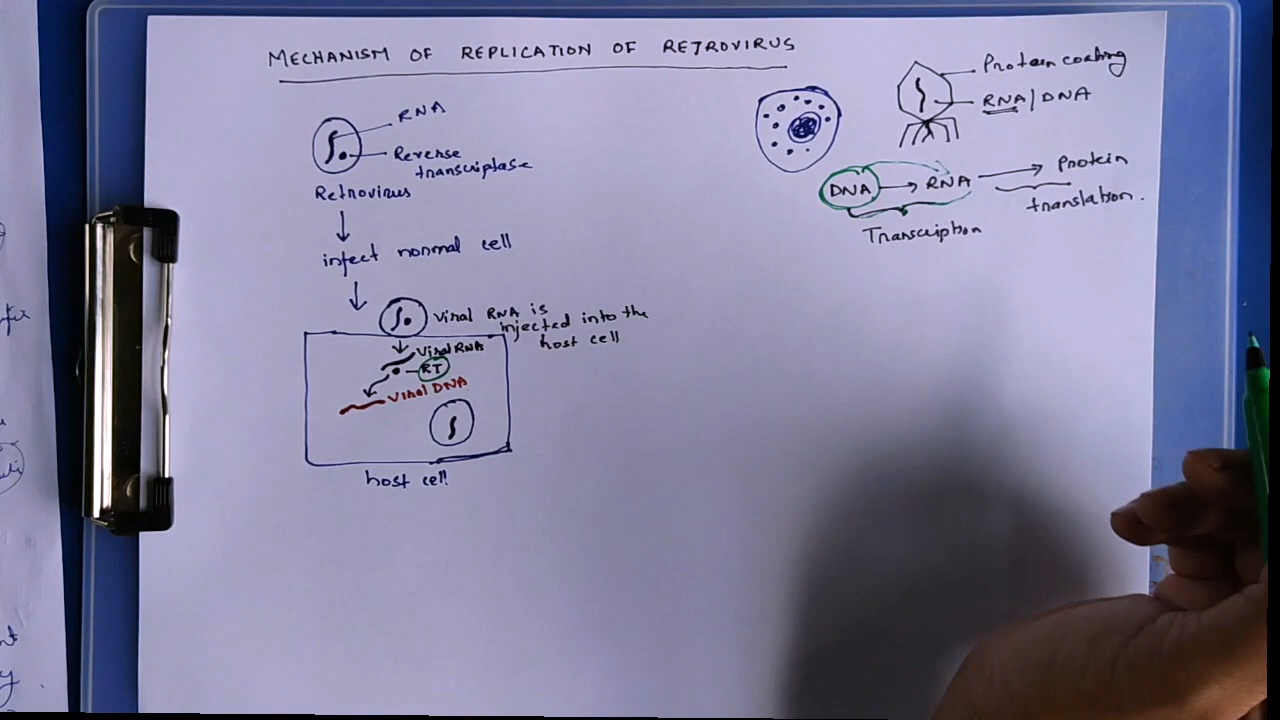 MECHANISM OF REPLICATION OF RETROVIRUS
RNA
Reverse
transcriptase
Retrovirus
infect normal cell
Viral RNA is
injected into the
host cell
Viral RNA
RT
Viral DNA
host cell
Protein coating
RNA/DNA
DNA → RNA → Protein
Transcription
translation.